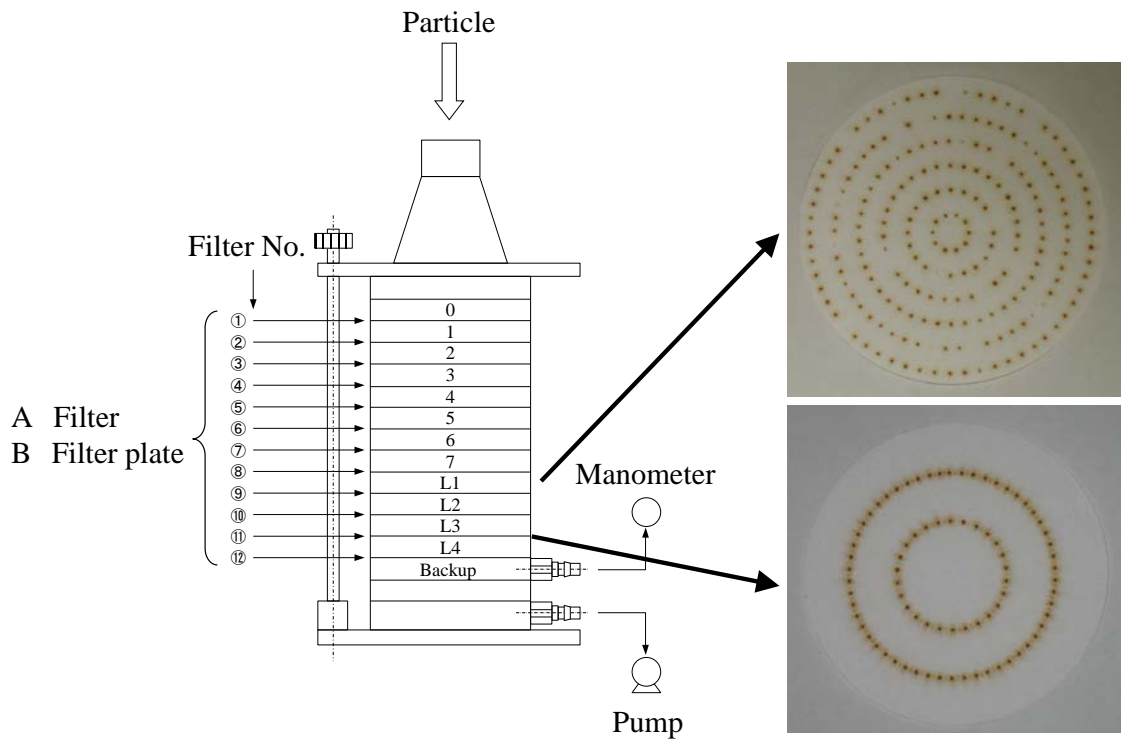 Particle
Filter No.
①
②
③
④
⑤
⑥
⑦
⑧
⑨
⑩
⑪
⑫
A Filter
B Filter plate
0
1
2
3
4
5
6
7
L1
L2
L3
L4
Backup
Manometer
Pump